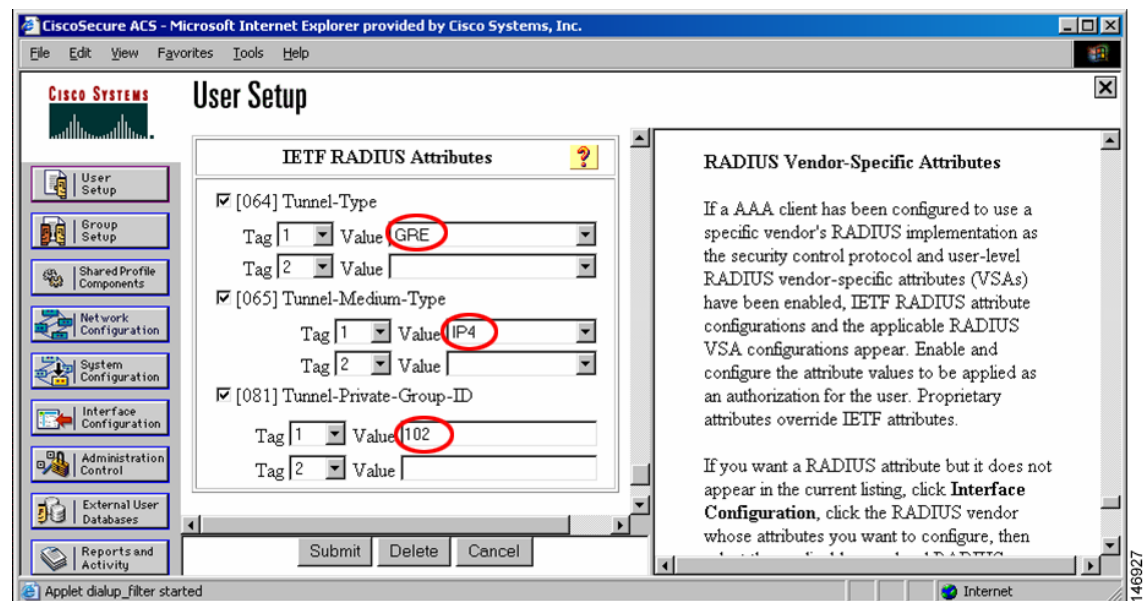 CiscoSecure ACS - Microsoft Internet Explorer provided by Cisco Systems, Inc.
File Edit View Favorites Tools Help
CISCO SYSTEMS
User Setup
User
Setup
Group
Setup
Shared Profile
Components
Network
Configuration
System
Configuration
Interface
Configuration
Administration
Control
External User
Databases
Reports and
Activity
IETF RADIUS Attributes
?
[064] Tunnel-Type
Tag 1 Value GRE
Tag 2 Value
[065] Tunnel-Medium-Type
Tag 1 Value IP4
Tag 2 Value
[081] Tunnel-Private-Group-ID
Tag 1 Value 102
Tag 2 Value
Submit Delete Cancel
RADIUS Vendor-Specific Attributes
If a AAA client has been configured to use a
specific vendor's RADIUS implementation as
the security control protocol and user-level
RADIUS vendor-specific attributes (VSAs)
have been enabled, IETF RADIUS attribute
configurations and the applicable RADIUS
VSA configurations appear. Enable and
configure the attribute values to be applied as
an authorization for the user. Proprietary
attributes override IETF attributes.
If you want a RADIUS attribute but it does not
appear in the current listing, click Interface
Configuration, click the RADIUS vendor
whose attributes you want to configure, then
Applet dialup_filter started
Internet
146927